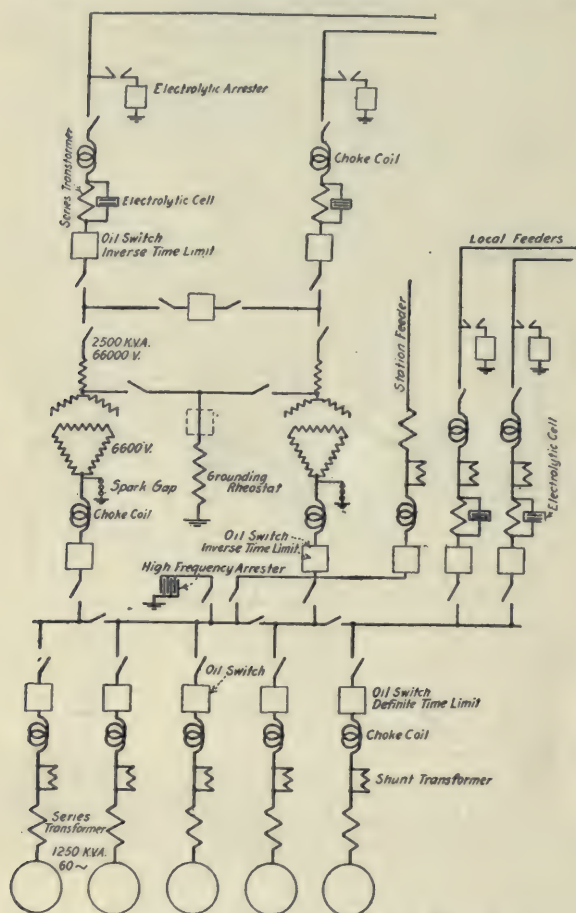 Electrolytic Arrester
Series Transformer
Choke Coil
Electrolytic Cell
Oil Switch
Inverse Time Limit
Local Feeders
2500 K.V.A.
66000 V.
Station Feeder
6600 V.
Spark Gap
Grounding
Rheostat
Electrolytic Cell
Choke Coil
Oil Switch
Inverse Time Limit
High Frequency Arrester
Oil Switch
Oil Switch
Definite Time Limit
Choke Coil
Shunt Transformer
Series
Transformer
1250 K.V.A.
60~